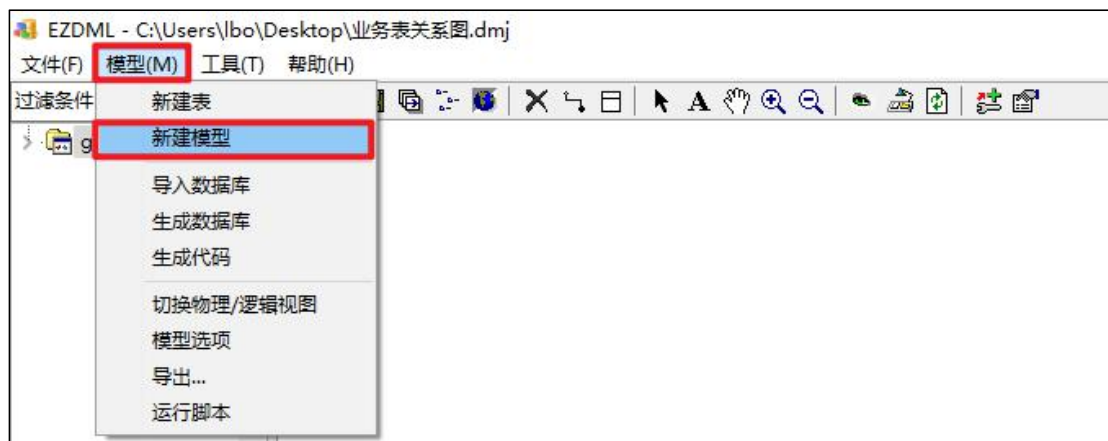 EZDML - C:\Users\lbo\Desktop\业务表关系图.dmj
文件(F) 模型(M) 工具(T) 帮助(H)
过滤条件
新建表
g
新建模型
导入数据库
生成数据库
生成代码
切换物理/逻辑视图
模型选项
导出...
运行脚本